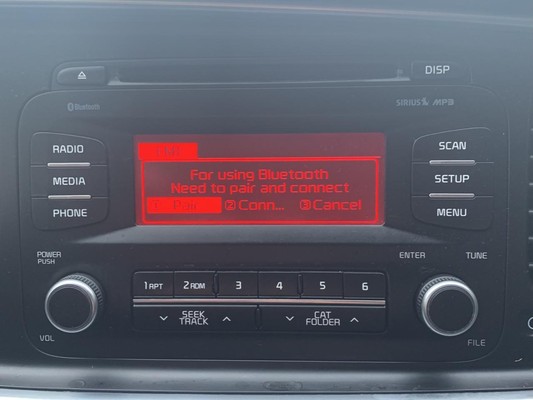 DISP
Bluetooth
SIRIUS MP3
RADIO
MEDIA
PHONE
For using Bluetooth
Need to pair and connect
① Pair ② Conn... ③ Cancel
SCAN
SETUP
MENU
POWER
PUSH
VOL
1 RPT 2 RDM 3 4 5 6
SEEK
TRACK
CAT
FOLDER
ENTER TUNE
FILE